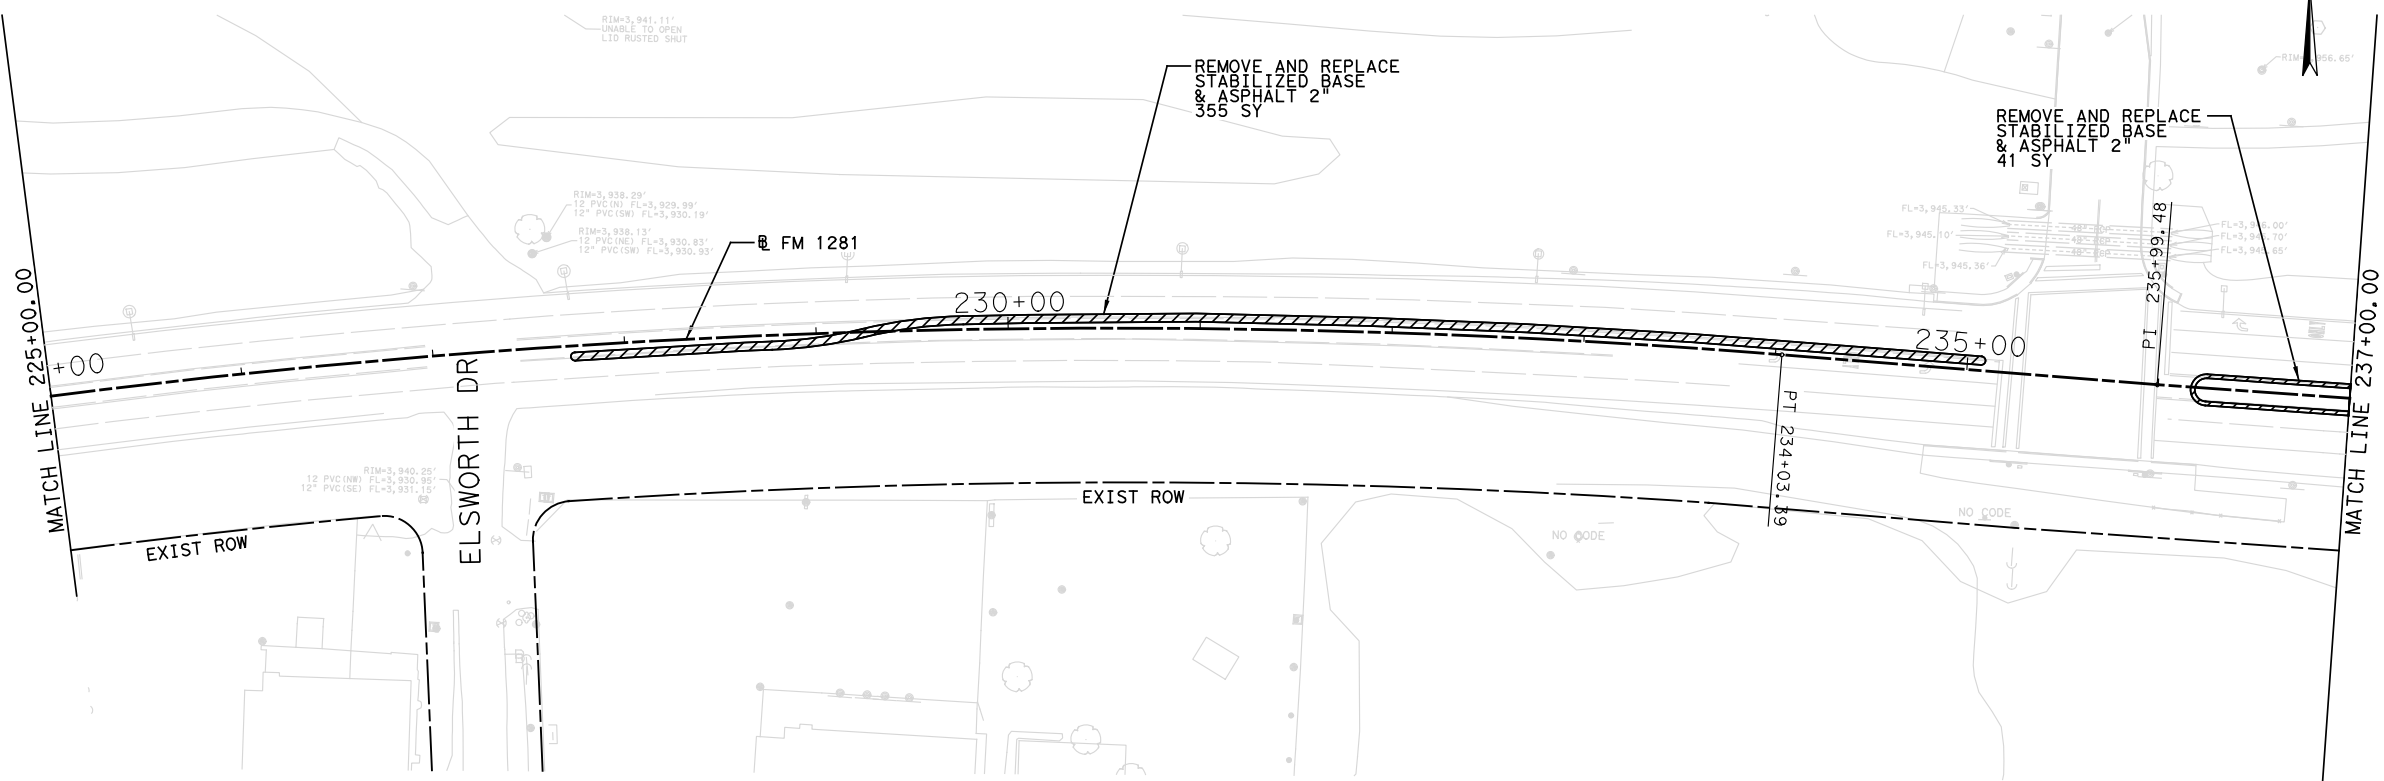 RIM=3,941.11'
UNABLE TO OPEN
LID RUSTED SHUT
REMOVE AND REPLACE
STABILIZED BASE
& ASPHALT 2"
355 SY
REMOVE AND REPLACE
STABILIZED BASE
& ASPHALT 2"
41 SY
RIM=3,938.29'
12 PVC(N) FL=3,929.99'
12" PVC(SW) FL=3,930.19'
RIM=3,938.13'
12 PVC(NE) FL=3,930.83'
12" PVC(SW) FL=3,930.93'
FM 1281
FL=3,945.33'
FL=3,945.10'
FL=3,945.36'
PI 235+99.48
MATCH LINE 225+00.00
+00
230+00
235+00
MATCH LINE 237+00.00
ELSWORTH DR
PT 234+03.39
RIM=3,940.25'
12 PVC(NW) FL=3,930.95'
12" PVC(SE) FL=3,931.15'
EXIST ROW
EXIST ROW
NO CODE
NO CODE